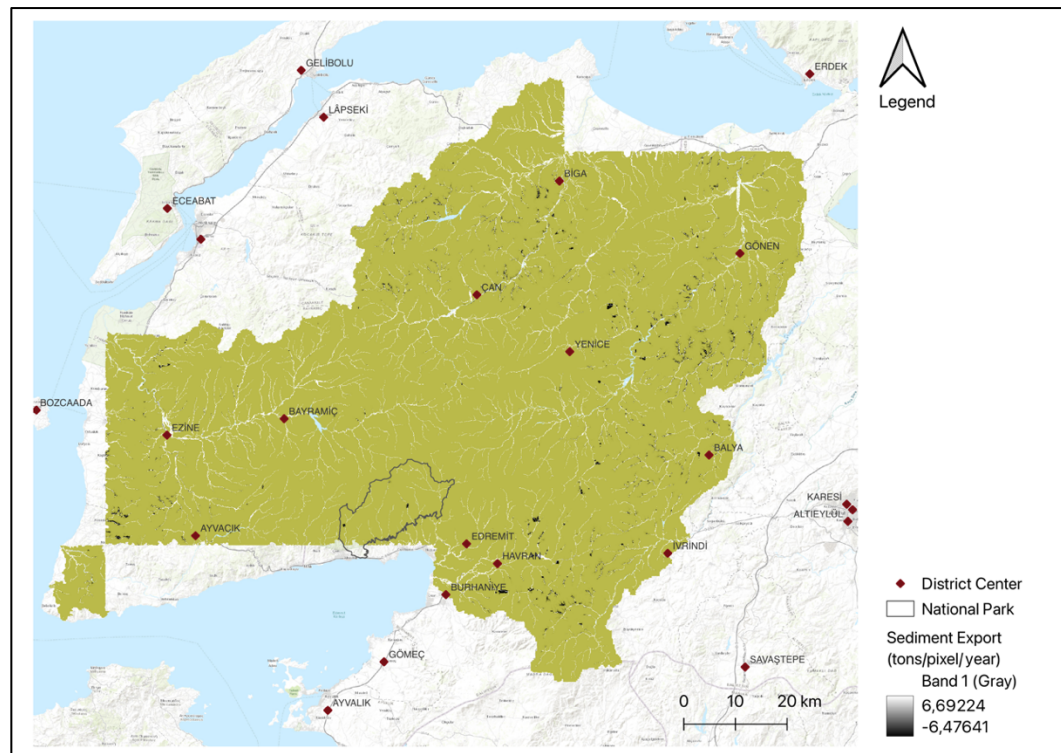 GELİBOLU
ERDEK
Legend
LÂPSEKİ
BİGA
ECEABAT
GÖNEN
ÇAN
YENİCE
BOZCAADA
BAYRAMİÇ
EZİNE
BALYA
KARESİ
ALTIEYLÜL
AYVACIK
EDREMİT
İVRİNDİ
HAVRAN
BURHANİYE
District Center
National Park
Sediment Export
(tons/pixel/year)
Band 1 (Gray)
6,69224
-6,47641
GÖMEÇ
SAVAŞTEPE
AYVALIK
0 10 20 km